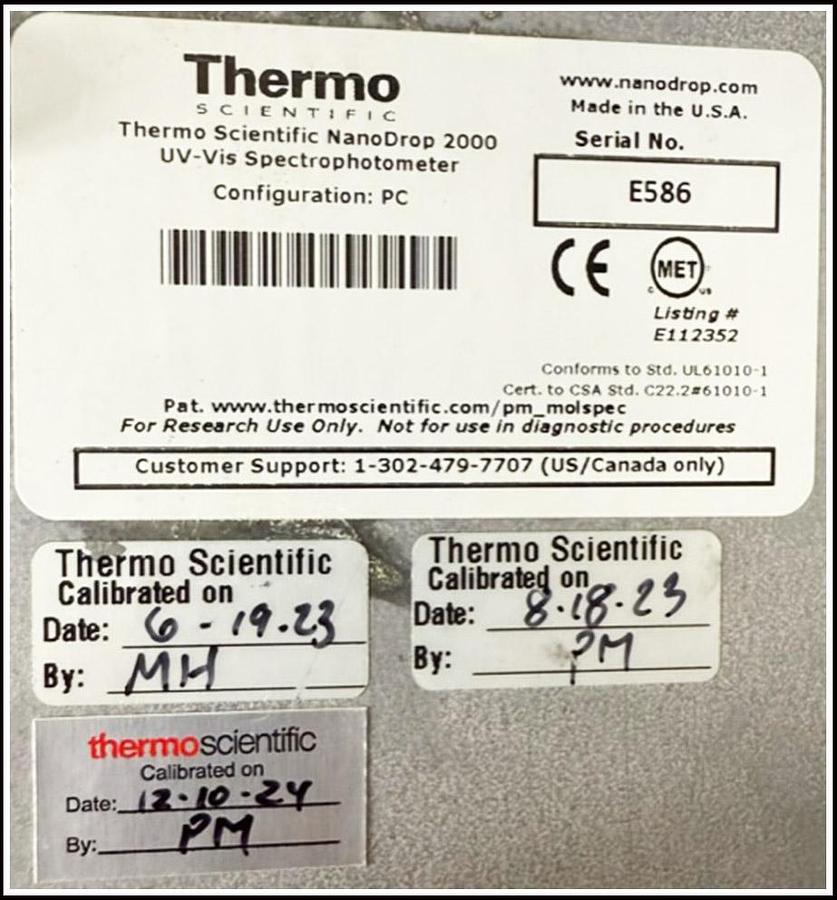 Thermo
SCIENTIFIC
Thermo Scientific NanoDrop 2000
UV-Vis Spectrophotometer
Configuration: PC
www.nanodrop.com
Made in the U.S.A.
Serial No.
E586
CE
MET
c us
Listing #
E112352
Conforms to Std. UL61010-1
Cert. to CSA Std. C22.2#61010-1
Pat. www.thermoscientific.com/pm_molspec
For Research Use Only. Not for use in diagnostic procedures
Customer Support: 1-302-479-7707 (US/Canada only)
Thermo Scientific
Calibrated on
Date: 6-19.23
By: MH
Thermo Scientific
Calibrated on
Date: 8.18.23
By: PM
thermoscientific
Calibrated on
Date: 12-10-24
By: PM